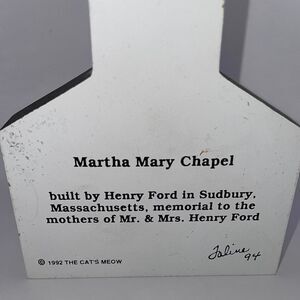 Martha Mary Chapel
built by Henry Ford in Sudbury,
Massachusetts, memorial to the
mothers of Mr. & Mrs. Henry Ford
© 1992 THE CAT'S MEOW
Faline
94